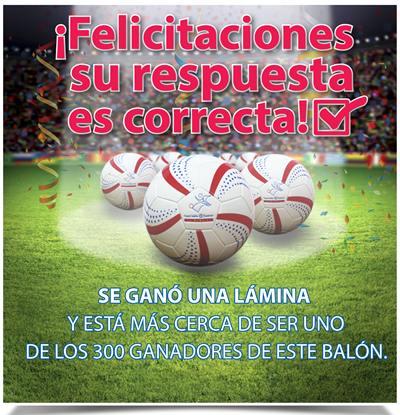 ¡Felicitaciones
su respuesta
es correcta!
SE GANÓ UNA LÁMINA
Y ESTÁ MÁS CERCA DE SER UNO
DE LOS 300 GANADORES DE ESTE BALÓN.